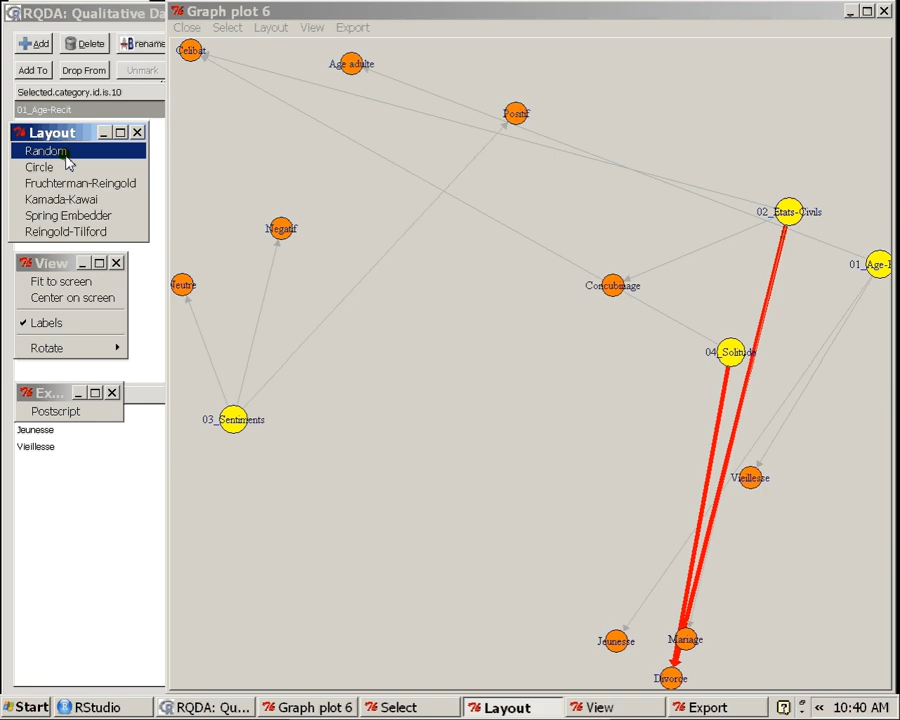 RQDA: Qualitative Da
Graph plot 6
Close Select Layout View Export
Add Delete rename
Add To Drop From Unmark
Selected.category.id.is.10
01_Age-Recit
Layout
Random
Circle
Fruchterman-Reingold
Kamada-Kawai
Spring Embedder
Reingold-Tilford
View
Fit to screen
Center on screen
Labels
Rotate
Ex...
Postscript
Jeunesse
Vieillesse
Celibat
Age adulte
Positif
02_Etats-Civils
Negatif
01_Age-R
Neutre
Concubinage
04_Solitude
03_Sentiments
Vieillesse
Jeunesse
Mariage
Divorce
Start RStudio RQDA: Qu... Graph plot 6 Select Layout View Export ? « 10:40 AM